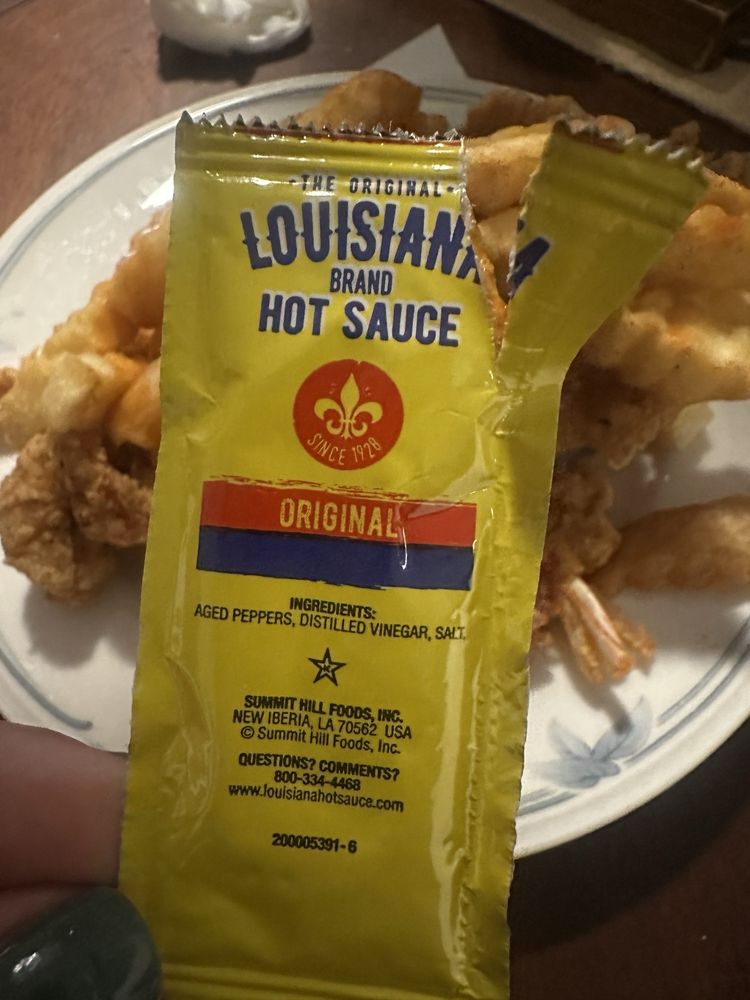 -THE ORIGINAL-
LOUISIANA
BRAND
HOT SAUCE
SINCE 1928
ORIGINAL
INGREDIENTS:
AGED PEPPERS, DISTILLED VINEGAR, SALT.
K
SUMMIT HILL FOODS, INC.
NEW IBERIA, LA 70562 USA
© Summit Hill Foods, Inc.
QUESTIONS? COMMENTS?
800-334-4468
www.louisianahotsauce.com
200005391-6